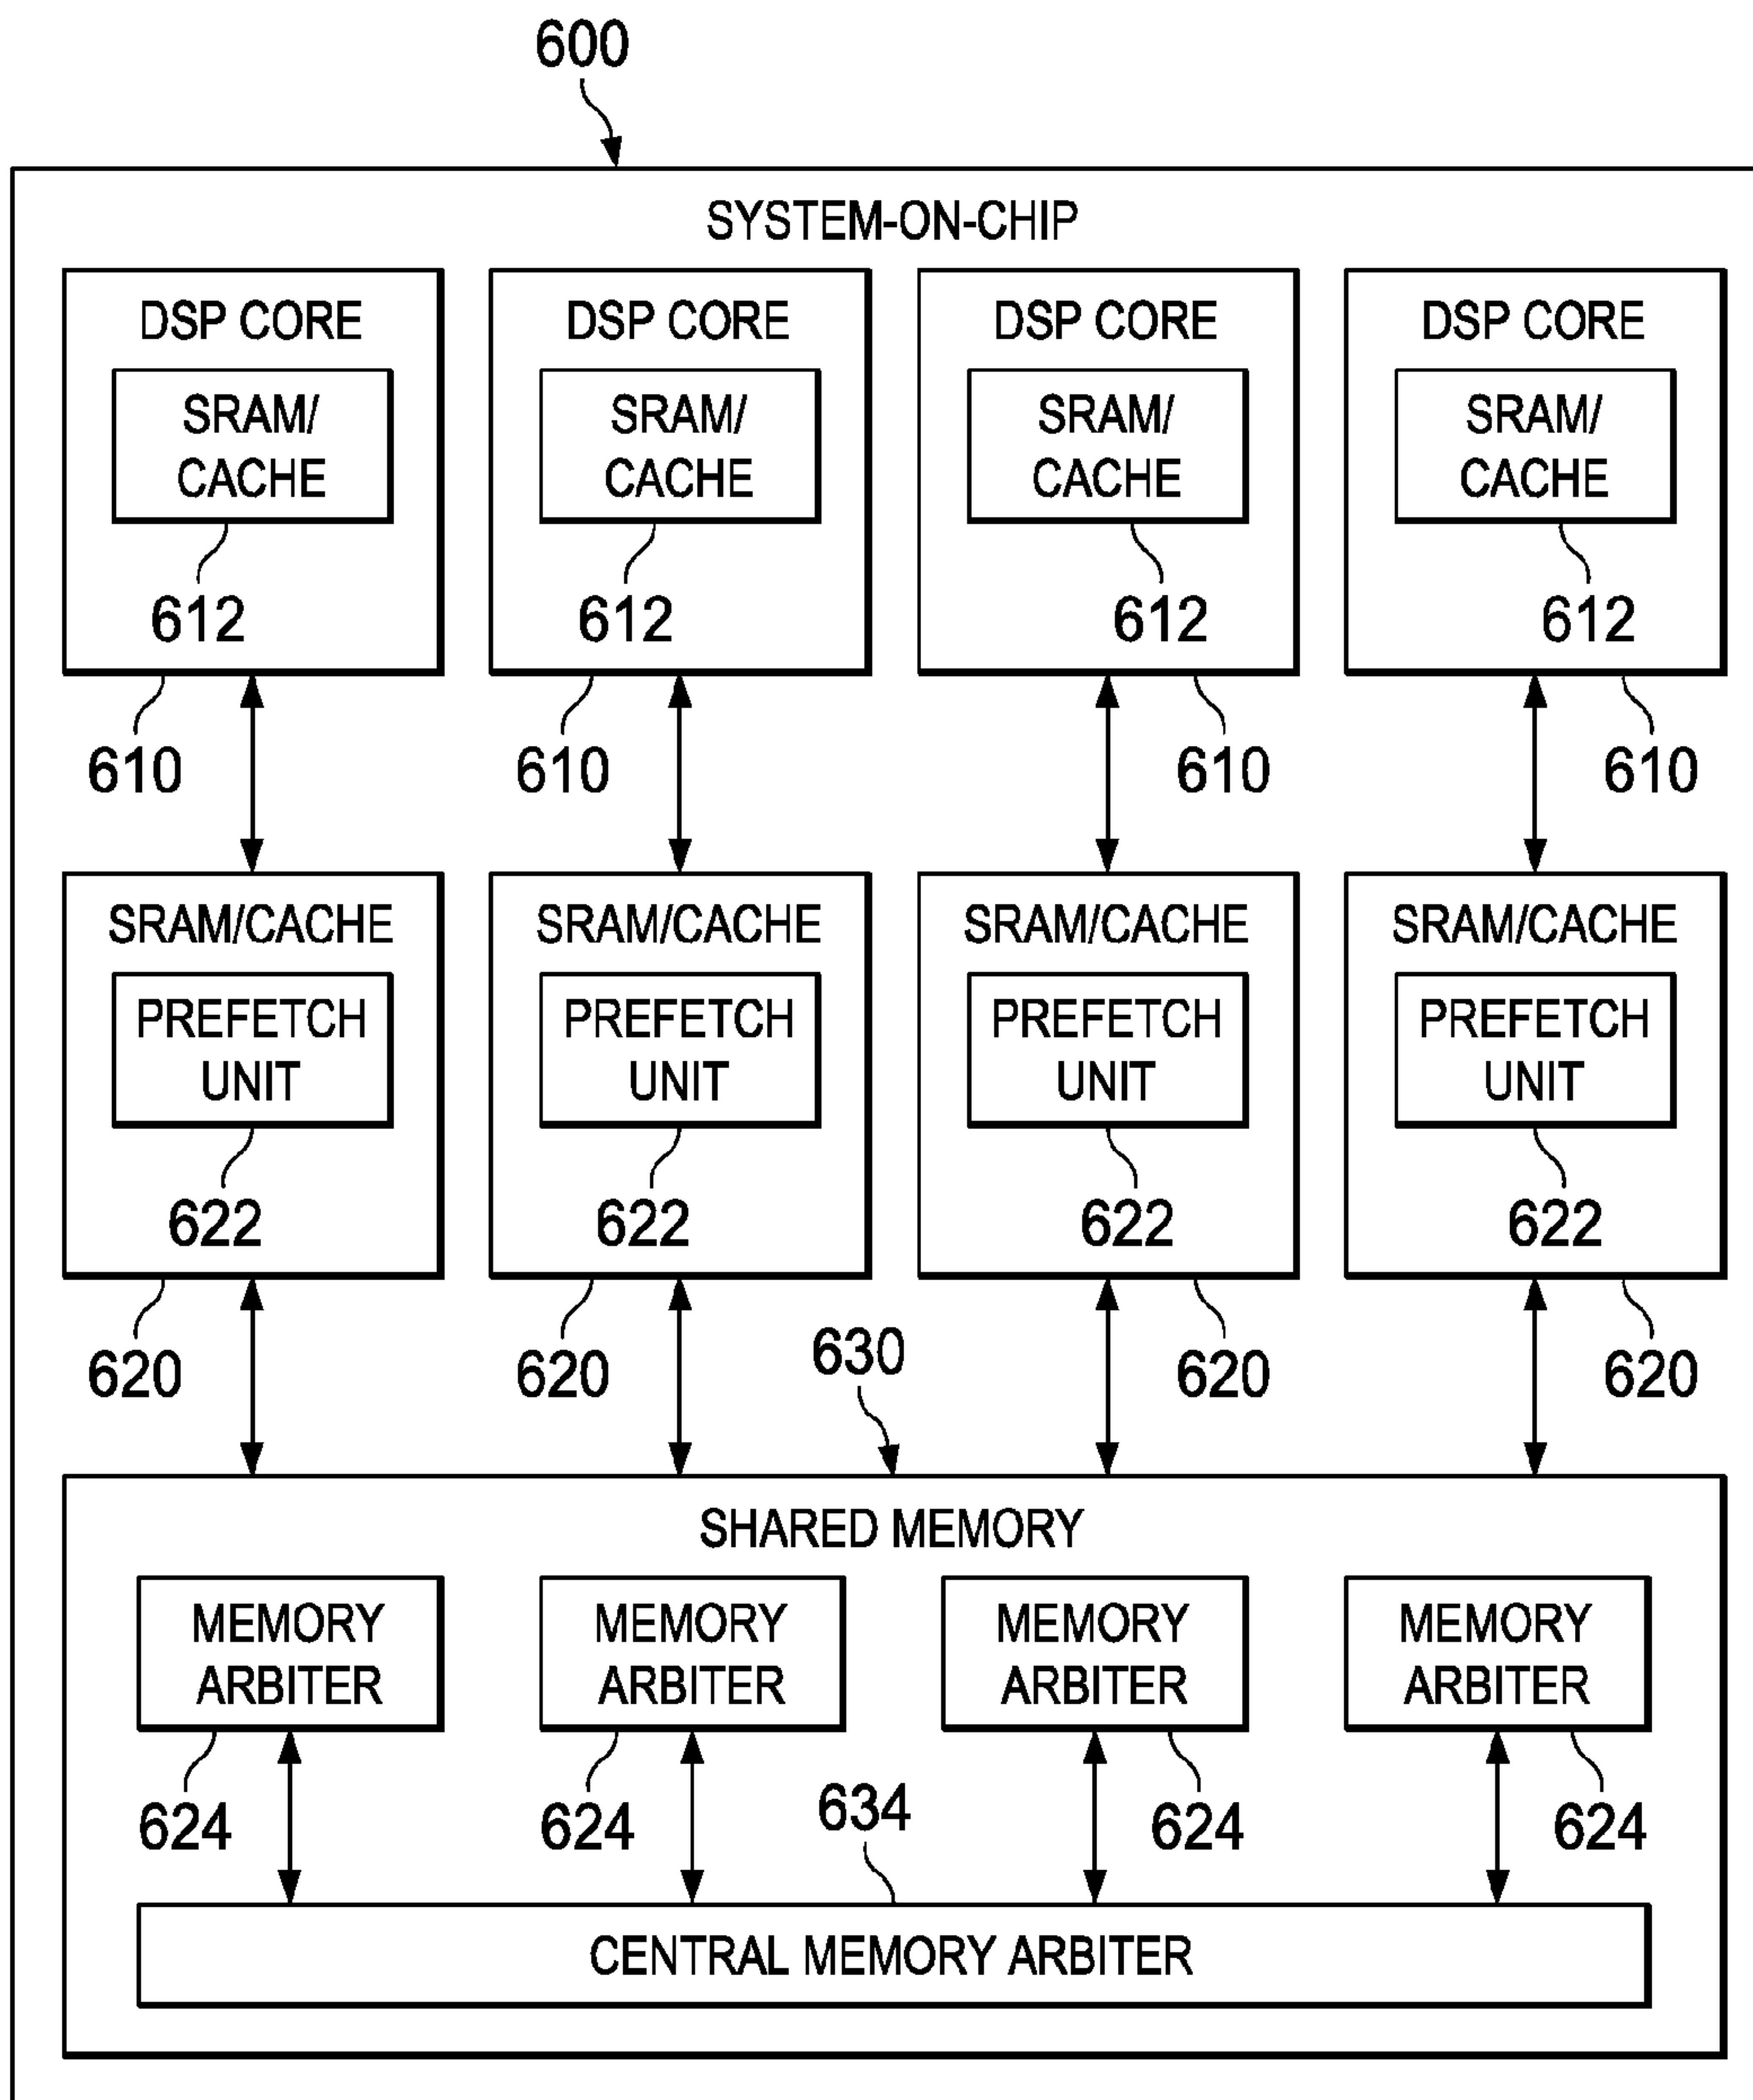 600
SYSTEM-ON-CHIP
DSP CORE DSP CORE DSP CORE DSP CORE
SRAM/ SRAM/ SRAM/ SRAM/
CACHE CACHE CACHE CACHE
612 612 612 612
610 610 610 610
SRAM/CACHE SRAM/CACHE SRAM/CACHE SRAM/CACHE
PREFETCH PREFETCH PREFETCH PREFETCH
UNIT UNIT UNIT UNIT
622 622 622 622
630
620 620 620 620
SHARED MEMORY
MEMORY MEMORY MEMORY MEMORY
ARBITER ARBITER ARBITER ARBITER
634
624 624 624 624
CENTRAL MEMORY ARBITER